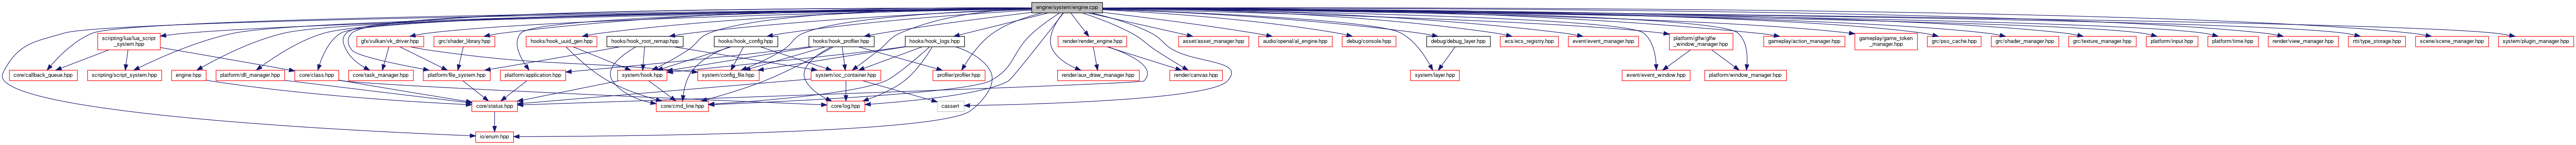 engine/system/engine.cpp
scripting/lua/lua_script
_system.hpp
gfx/vulkan/vk_driver.hpp
grc/shader_library.hpp
hooks/hook_uuid_gen.hpp
hooks/hook_root_remap.hpp
hooks/hook_config.hpp
hooks/hook_profiler.hpp
hooks/hook_logs.hpp
render/render_engine.hpp
asset/asset_manager.hpp
audio/openal/al_engine.hpp
debug/console.hpp
debug/debug_layer.hpp
ecs/ecs_registry.hpp
event/event_manager.hpp
platform/glfw/glfw
_window_manager.hpp
gameplay/action_manager.hpp
gameplay/game_token
_manager.hpp
grc/pso_cache.hpp
grc/shader_manager.hpp
grc/texture_manager.hpp
platform/input.hpp
platform/time.hpp
render/view_manager.hpp
rtti/type_storage.hpp
scene/scene_manager.hpp
system/plugin_manager.hpp
core/callback_queue.hpp
scripting/script_system.hpp
engine.hpp
platform/dll_manager.hpp
core/class.hpp
core/task_manager.hpp
platform/file_system.hpp
platform/application.hpp
system/hook.hpp
system/config_file.hpp
system/ioc_container.hpp
profiler/profiler.hpp
render/aux_draw_manager.hpp
render/canvas.hpp
system/layer.hpp
event/event_window.hpp
platform/window_manager.hpp
core/status.hpp
core/cmd_line.hpp
core/log.hpp
cassert
io/enum.hpp